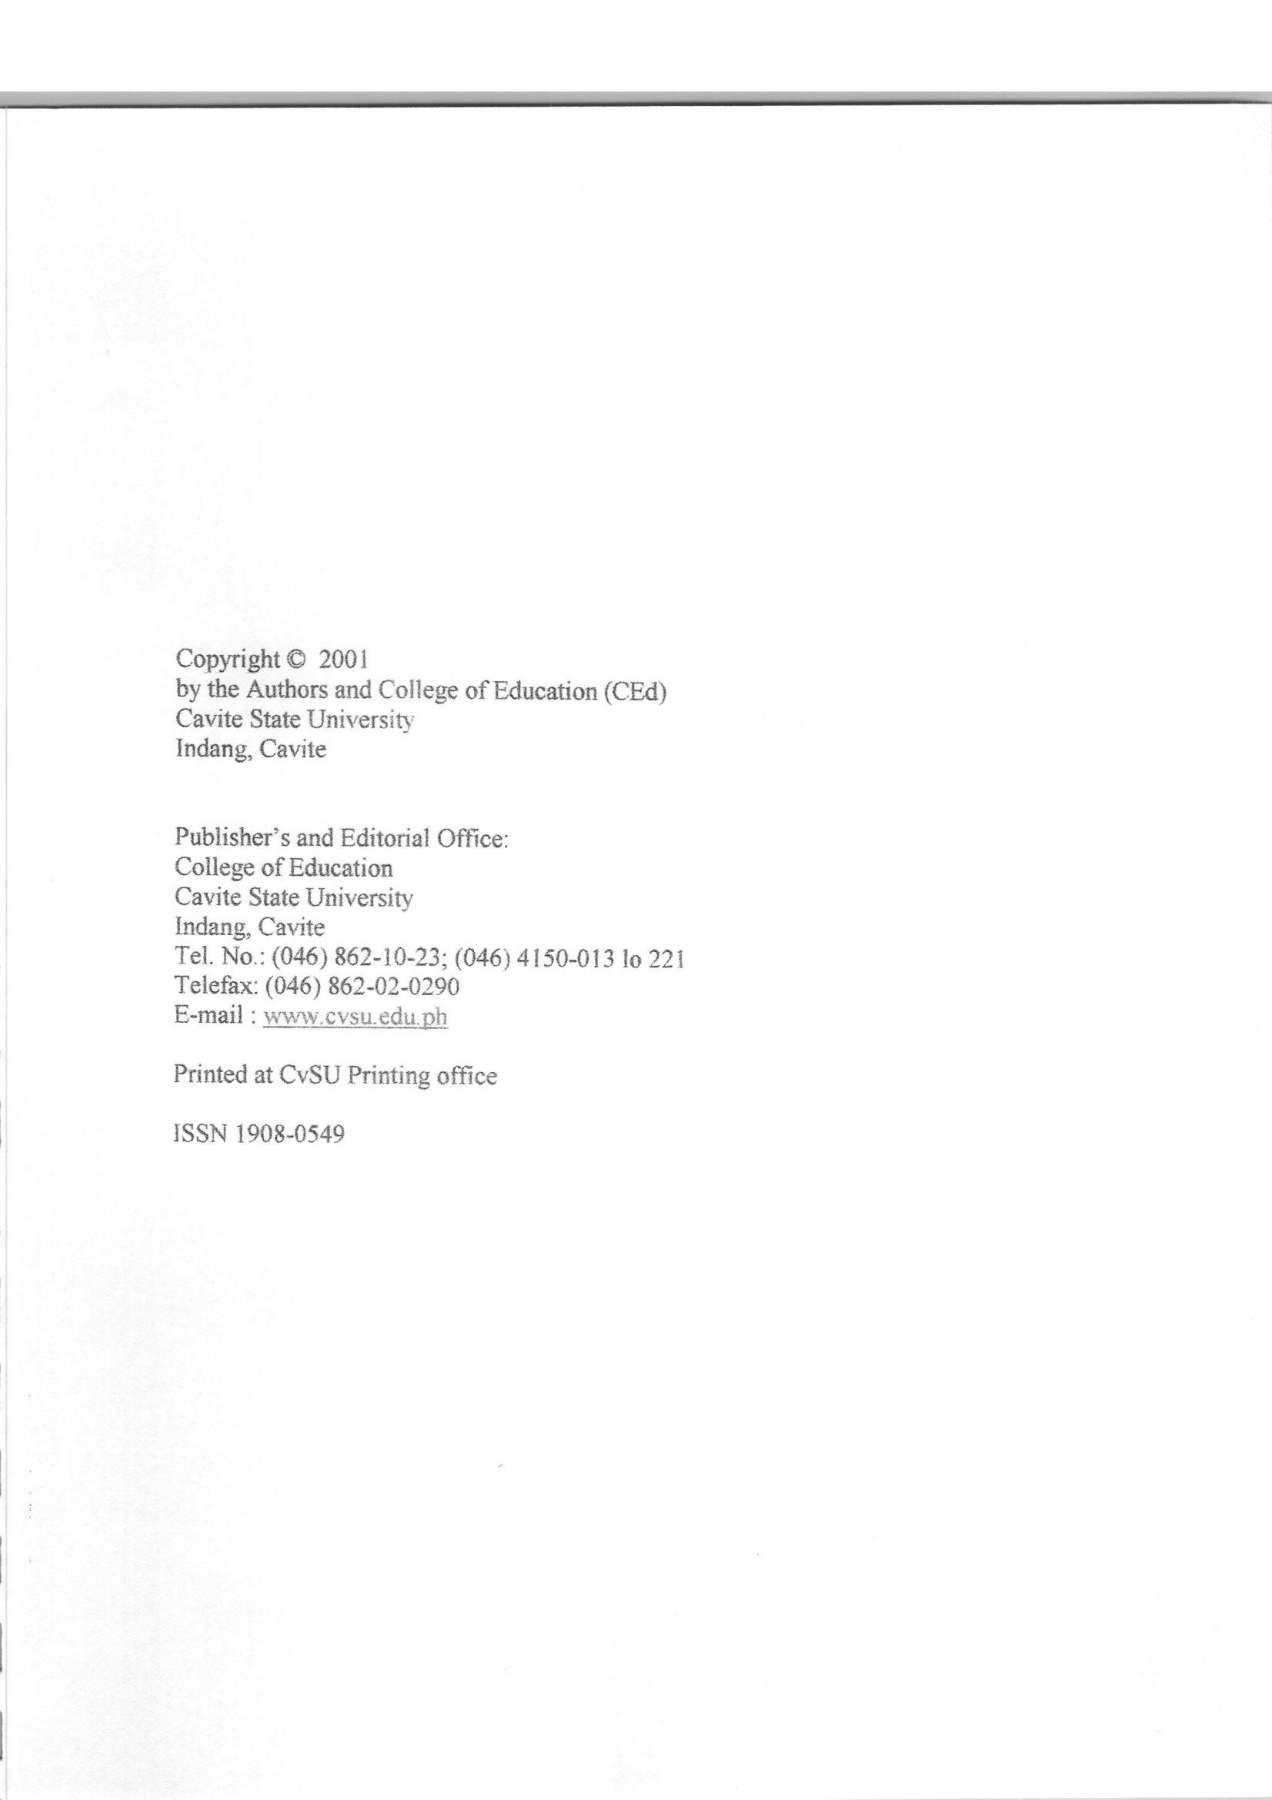 Copyright © 2001
by the Authors and College of Education (CEd)
Cavite State University
Indang, Cavite
Publisher's and Editorial Office:
College of Education
Cavite State University
Indang, Cavite
Tel. No.: (046) 862-10-23; (046) 4150-013 lo 221
Telefax: (046) 862-02-0290
E-mail : www.cvsu.edu.ph
Printed at CvSU Printing office
ISSN 1908-0549